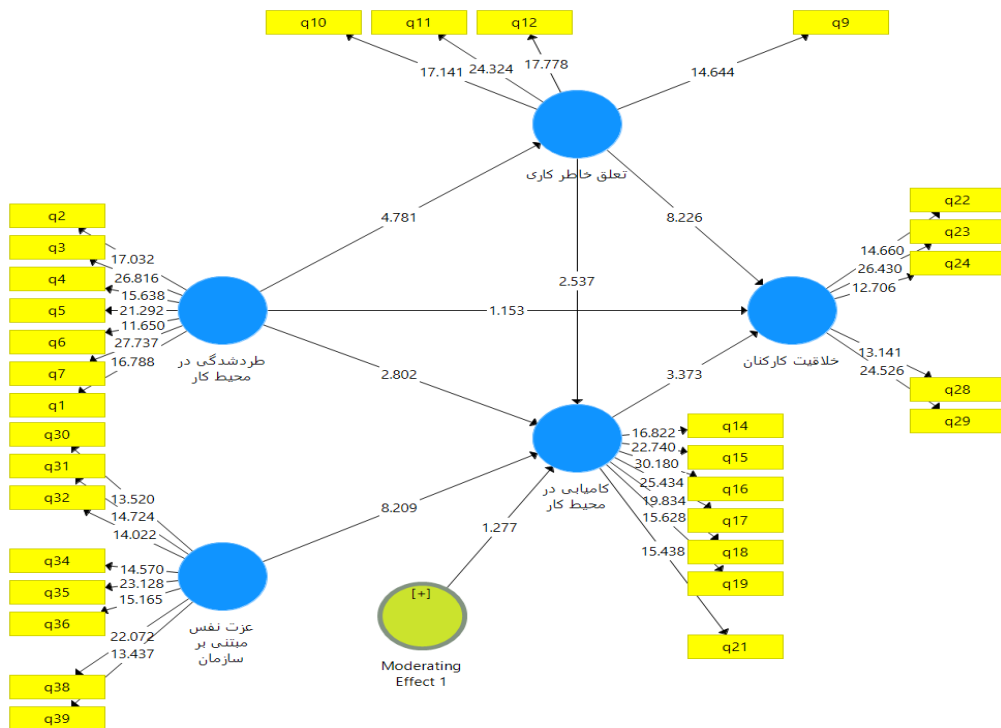 q10
q11
q12
q9
17.141
24.324
17.778
14.644
تعلق خاطر کاری
q2
q3
q4
q5
q6
q7
q1
17.032
26.816
15.638
21.292
11.650
27.737
16.788
طردشدگی در
محیط کار
4.781
8.226
2.537
1.153
2.802
3.373
q22
q23
q24
14.660
26.430
12.706
خلاقیت کارکنان
13.141
24.526
q28
q29
q30
q31
q32
q34
q35
q36
q38
q39
13.520
14.724
14.022
14.570
23.128
15.165
22.072
13.437
عزت نفس
مبتنی بر
سازمان
8.209
1.277
[+]
Moderating
Effect 1
کامیابی در
محیط کار
16.822
22.740
30.180
25.434
19.834
15.628
15.438
q14
q15
q16
q17
q18
q19
q21